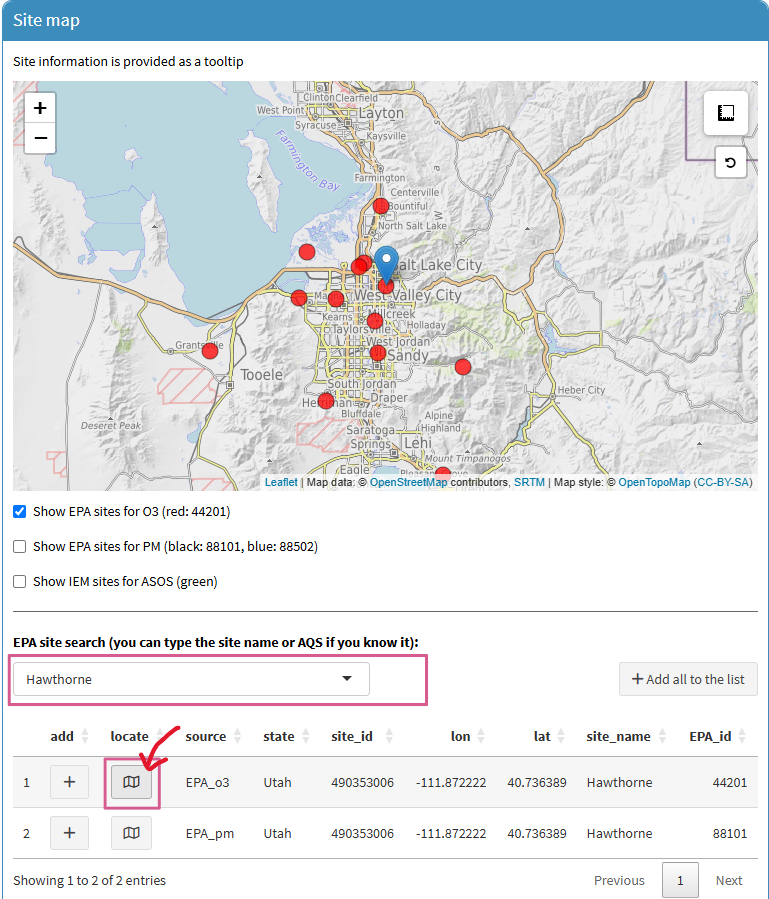 Site map
Site information is provided as a tooltip
+
−
Clinton Clearfield
West Point
Layton
Syracuse
Kaysville
Farmington Bay
Farmington
Centerville
Bountiful
North Salt Lake
Salt Lake City
West Valley City
Kearns
Millcreek
Taylorsville
Holladay
Grantsville
West Jordan
Sandy
Tooele
South Jordan
Heber City
Herriman
Draper
Bluffdale
Deseret Peak
Alpine
Saratoga
Highland
Springs
Lehi
Eagle
Mount Timpanogos
Leaflet | Map data: © OpenStreetMap contributors, SRTM | Map style: © OpenTopoMap (CC-BY-SA)
Show EPA sites for O3 (red: 44201)
Show EPA sites for PM (black: 88101, blue: 88502)
Show IEM sites for ASOS (green)
EPA site search (you can type the site name or AQS if you know it):
Hawthorne
+ Add all to the list
add locate source state site_id lon lat site_name EPA_id
1 + EPA_o3 Utah 490353006 -111.872222 40.736389 Hawthorne 44201
2 + EPA_pm Utah 490353006 -111.872222 40.736389 Hawthorne 88101
Showing 1 to 2 of 2 entries
Previous 1 Next